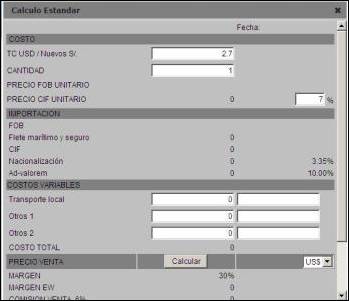 Calculo Estandar
Fecha:
COSTO
TC USD / Nuevos S/. 2.7
CANTIDAD 1
PRECIO FOB UNITARIO
PRECIO CIF UNITARIO 0 7 %
IMPORTACION
FOB
Flete marítimo y seguro 0
CIF 0
Nacionalización 0 3.35%
Ad-valorem 0 10.00%
COSTOS VARIABLES
Transporte local 0
Otros 1 0
Otros 2 0
COSTO TOTAL 0
PRECIO VENTA Calcular US$
MARGEN 30%
MARGEN EW 0
COMISION VENTA 6% 0